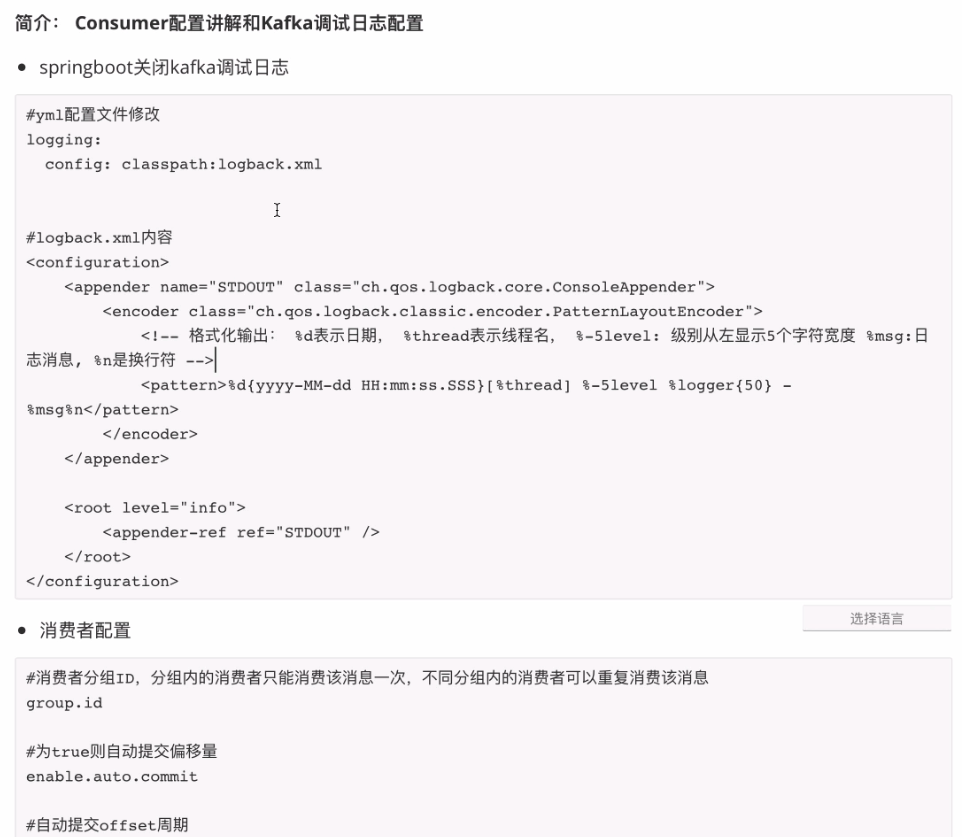 简介： Consumer配置讲解和Kafka调试日志配置
springboot关闭kafka调试日志
#yml配置文件修改
logging:
  config: classpath:logback.xml
#logback.xml内容
<configuration>
    <appender name="STDOUT" class="ch.qos.logback.core.ConsoleAppender">
        <encoder class="ch.qos.logback.classic.encoder.PatternLayoutEncoder">
            <!-- 格式化输出： %d表示日期， %thread表示线程名， %-5level: 级别从左显示5个字符宽度 %msg:日
志消息, %n是换行符 -->
            <pattern>%d{yyyy-MM-dd HH:mm:ss.SSS}[%thread] %-5level %logger{50} -
%msg%n</pattern>
        </encoder>
    </appender>
    <root level="info">
        <appender-ref ref="STDOUT" />
    </root>
</configuration>
选择语言
消费者配置
#消费者分组ID，分组内的消费者只能消费该消息一次，不同分组内的消费者可以重复消费该消息
group.id
#为true则自动提交偏移量
enable.auto.commit
#自动提交offset周期